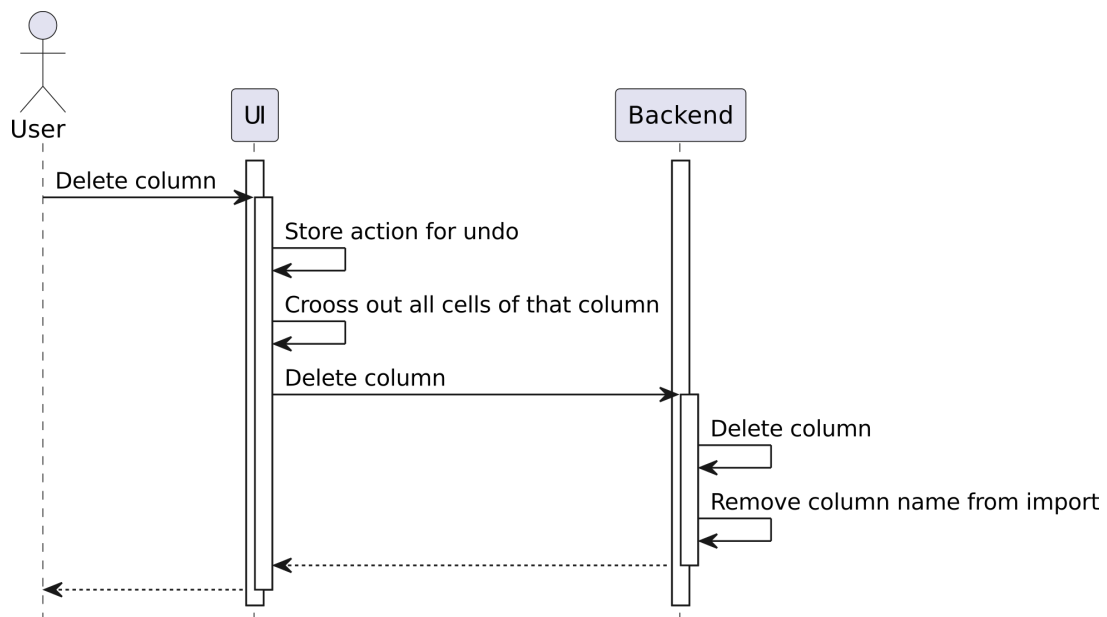 User
UI
Backend
Delete column
Store action for undo
Crooss out all cells of that column
Delete column
Delete column
Remove column name from import